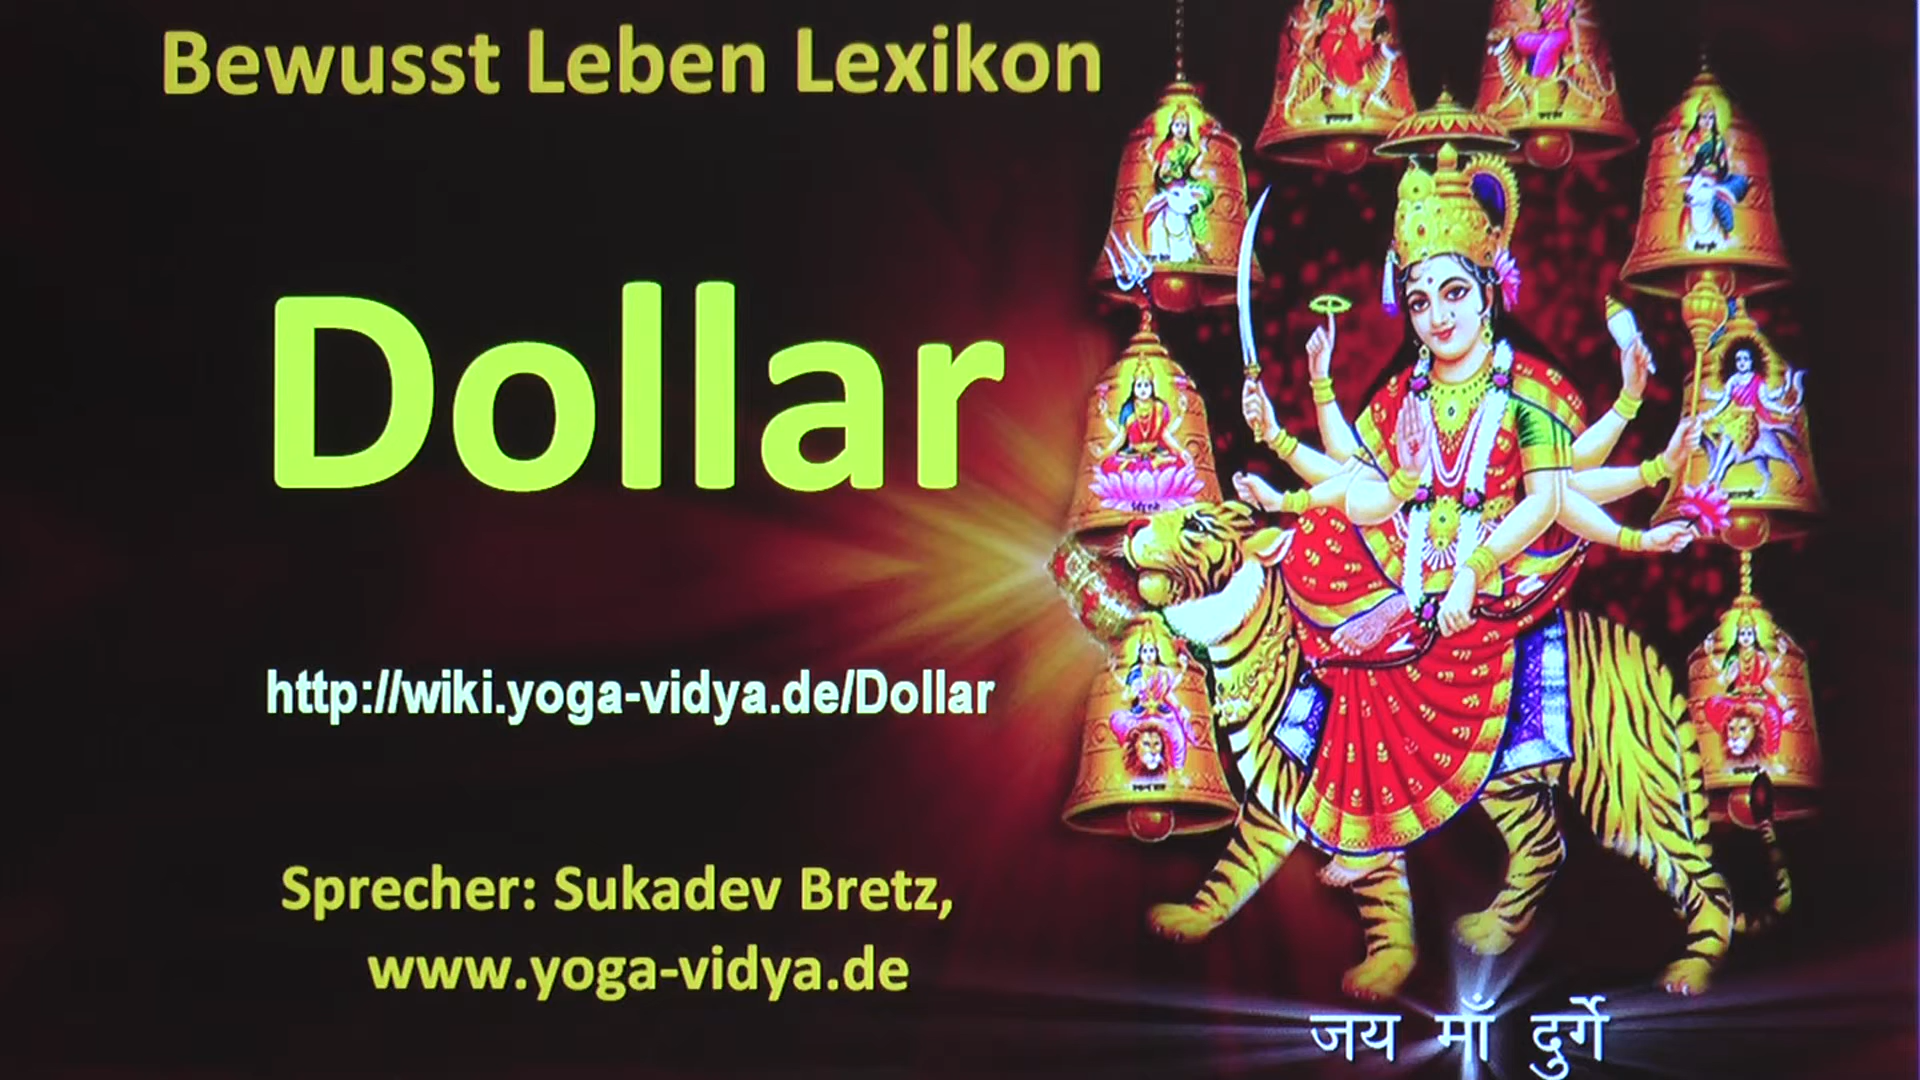 Bewusst Leben Lexikon
Dollar
http://wiki.yoga-vidya.de/Dollar
Sprecher: Sukadev Bretz,
www.yoga-vidya.de
जय माँ दुर्गे